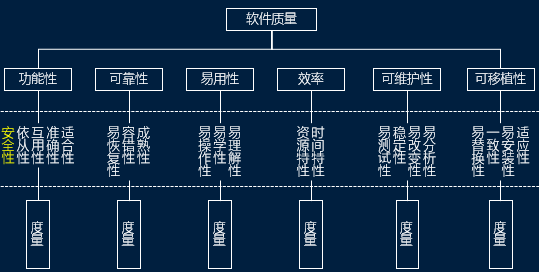 软件质量
功能性
可靠性
易用性
效率
可维护性
可移植性
适合性
准确性
互用性
依从性
安全性
成熟性
容错性
易恢复性
易理解性
易学性
易操作性
时间特性
资源特性
易分析性
易改变性
稳定性
易测试性
适应性
易安装性
一致性
易替换性
度量
度量
度量
度量
度量
度量